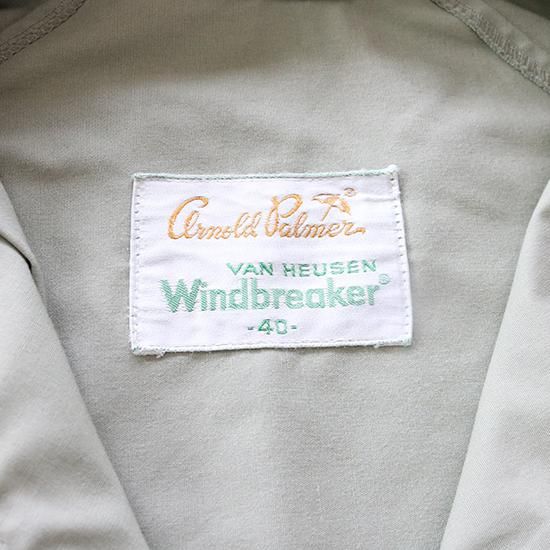 Arnold Palmer ®
VAN HEUSEN
Windbreaker®
-40-